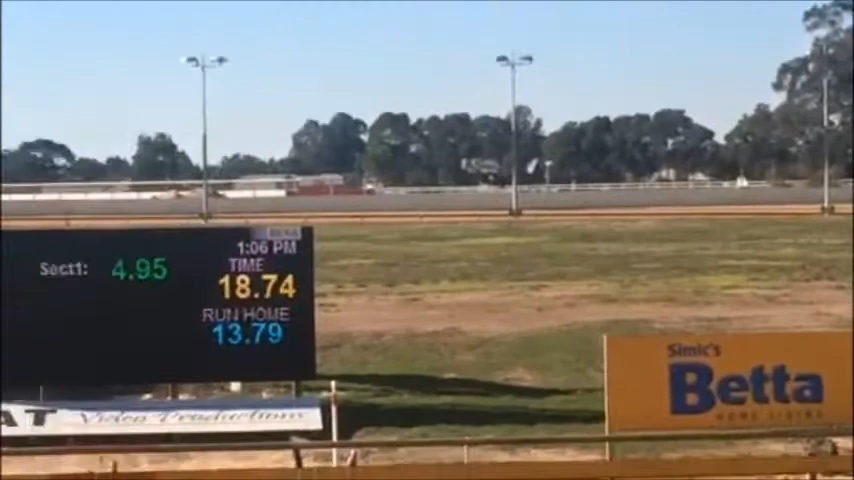 1:06 PM
Sect1: 4.95
TIME
18.74
RUN HOME
13.79
AT Video Productions
Simic's
Betta
HOME LIVING